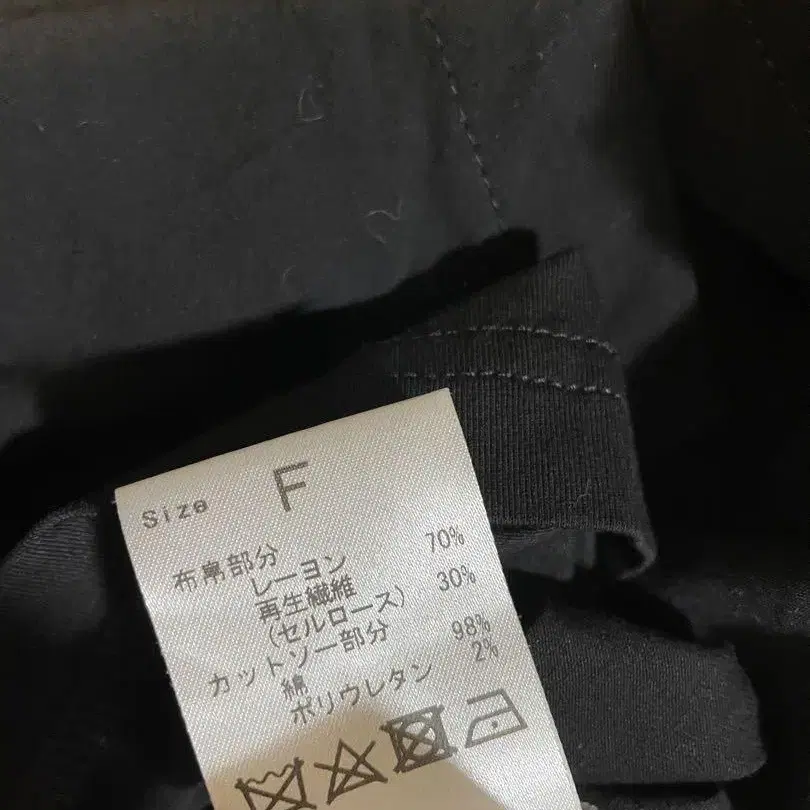 Size F
布帛部分
レーヨン 70%
再生繊維 30%
(セルロース)
カットソー部分
綿 98%
ポリウレタン 2%